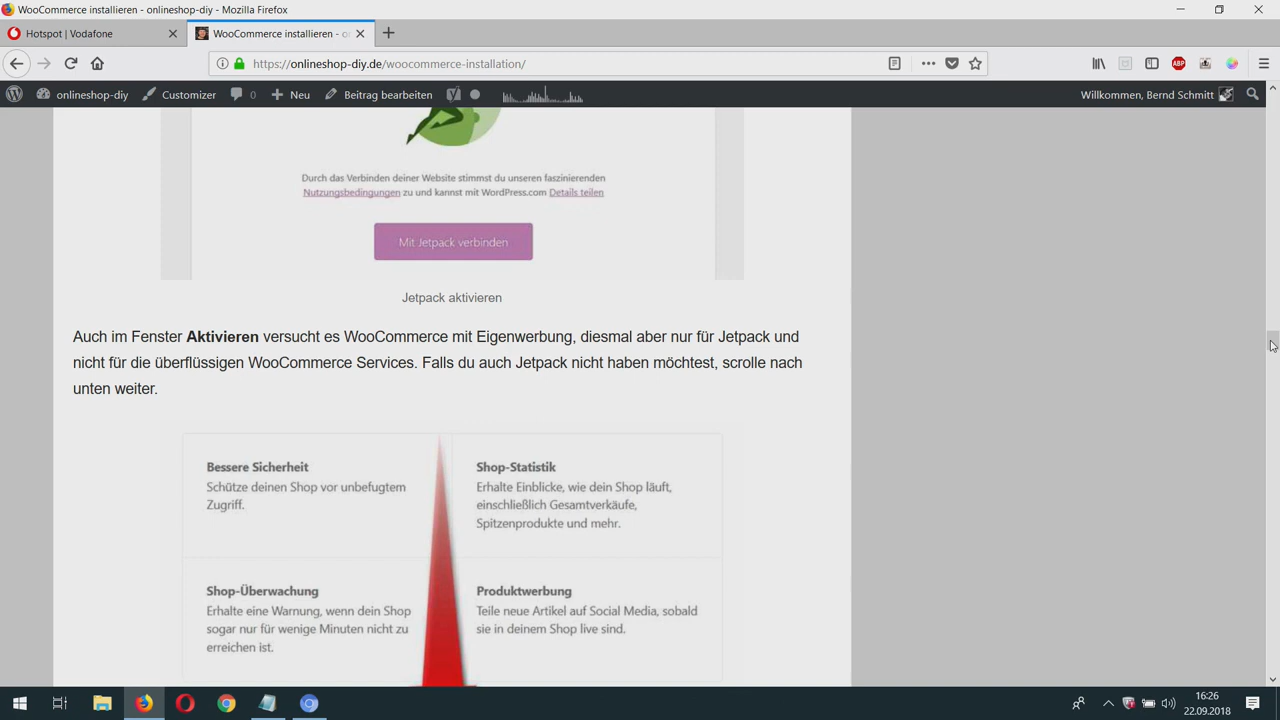 WooCommerce installieren - onlineshop-diy - Mozilla Firefox
Hotspot | Vodafone
WooCommerce installieren - o
https://onlineshop-diy.de/woocommerce-installation/
ABP
onlineshop-diy
Customizer
0
Neu
Beitrag bearbeiten
Willkommen, Bernd Schmitt
Durch das Verbinden deiner Website stimmst du unseren faszinierenden
Nutzungsbedingungen zu und kannst mit WordPress.com Details teilen
Mit Jetpack verbinden
Jetpack aktivieren
Auch im Fenster Aktivieren versucht es WooCommerce mit Eigenwerbung, diesmal aber nur für Jetpack und
nicht für die überflüssigen WooCommerce Services. Falls du auch Jetpack nicht haben möchtest, scrolle nach
unten weiter.
Bessere Sicherheit
Schütze deinen Shop vor unbefugtem
Zugriff.
Shop-Statistik
Erhalte Einblicke, wie dein Shop läuft,
einschließlich Gesamtverkäufe,
Spitzenprodukte und mehr.
Shop-Überwachung
Erhalte eine Warnung, wenn dein Shop
sogar nur für wenige Minuten nicht zu
erreichen ist.
Produktwerbung
Teile neue Artikel auf Social Media, sobald
sie in deinem Shop live sind.
16:26
22.09.2018